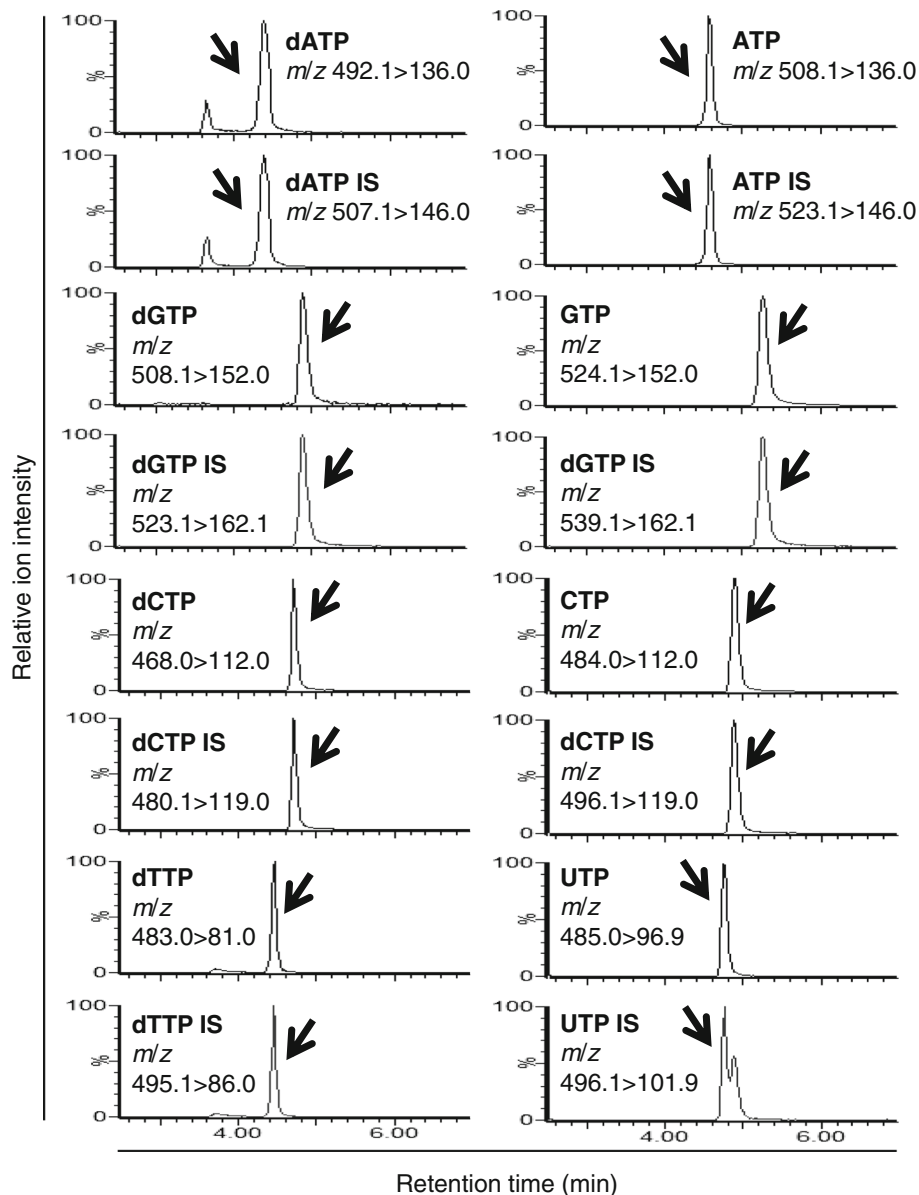 Relative ion intensity
100
%
0
dATP
m/z 492.1>136.0
100
%
0
ATP
m/z 508.1>136.0
100
%
0
dATP IS
m/z 507.1>146.0
100
%
0
ATP IS
m/z 523.1>146.0
100
%
0
dGTP
m/z
508.1>152.0
100
%
0
GTP
m/z
524.1>152.0
100
%
0
dGTP IS
m/z
523.1>162.1
100
%
0
dGTP IS
m/z
539.1>162.1
100
%
0
dCTP
m/z
468.0>112.0
100
%
0
CTP
m/z
484.0>112.0
100
%
0
dCTP IS
m/z
480.1>119.0
100
%
0
dCTP IS
m/z
496.1>119.0
100
%
0
dTTP
m/z
483.0>81.0
100
%
0
UTP
m/z
485.0>96.9
100
%
0
dTTP IS
m/z
495.1>86.0
100
%
0
UTP IS
m/z
496.1>101.9
4.00 6.00
4.00 6.00
Retention time (min)